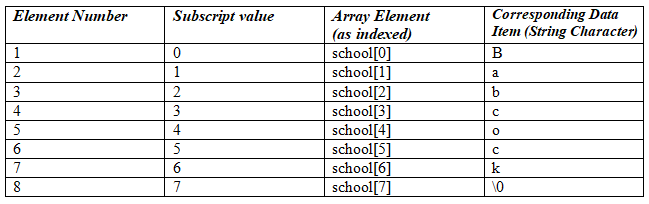 Element Number Subscript value Array Element (as indexed) Corresponding Data Item (String Character)
1 0 school[0] B
2 1 school[1] a
3 2 school[2] b
4 3 school[3] c
5 4 school[4] o
6 5 school[5] c
7 6 school[6] k
8 7 school[7] \0